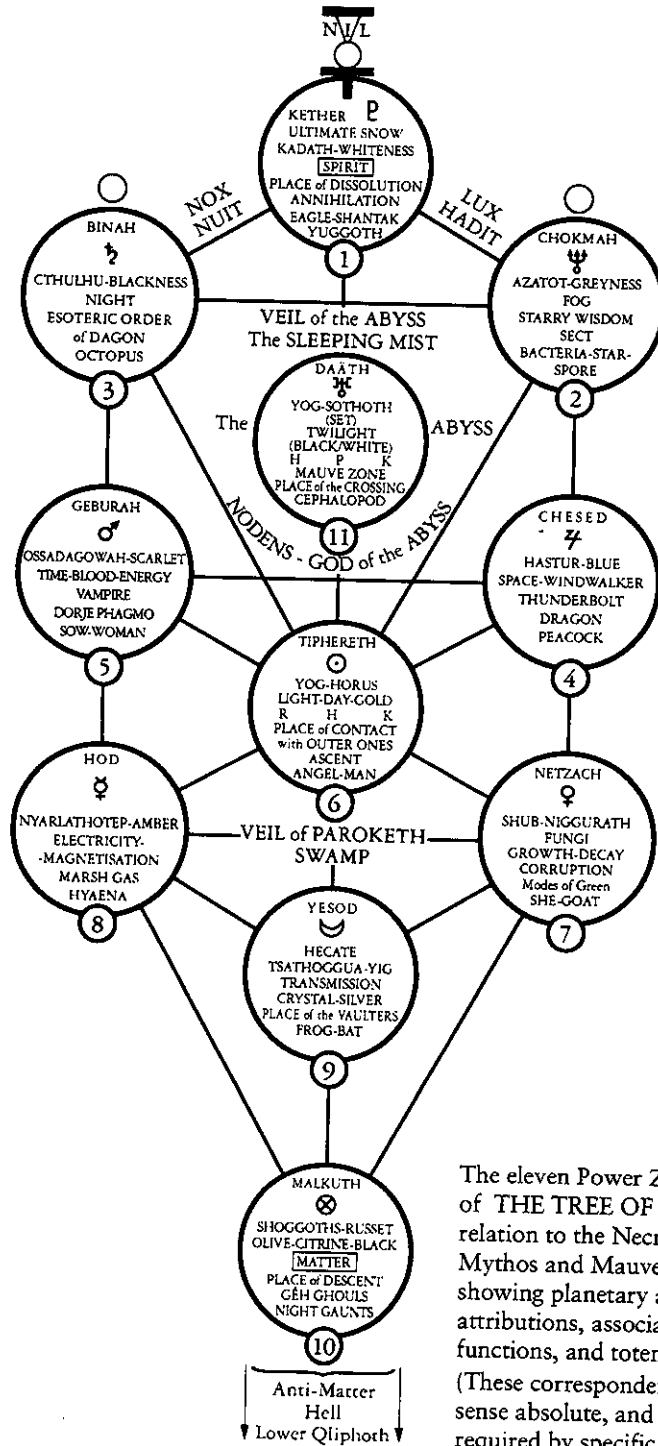 NIL
KETHER ♇
ULTIMATE SNOW
KADATH-WHITENESS
SPIRIT
PLACE of DISSOLUTION
ANNIHILATION
EAGLE-SHANTAK
YUGGOTH
1
NOX
NUIT
LUX
HADIT
BINAH
♄
CTHULHU-BLACKNESS
NIGHT
ESOTERIC ORDER
of DAGON
OCTOPUS
3
CHOKMAH
♆
AZATOT-GREYNESS
FOG
STARRY WISDOM
SECT
BACTERIA-STAR-
SPORE
2
VEIL of the ABYSS
The SLEEPING MIST
The ABYSS
DAÄTH
♅
YOG-SOTHOTH
(SET)
TWILIGHT
(BLACK/WHITE)
H P K
MAUVE ZONE
PLACE of the CROSSING
CEPHALOPOD
11
NODENS - GOD of the ABYSS
GEBURAH
♂
OSSADAGOWAH-SCARLET
TIME-BLOOD-ENERGY
VAMPIRE
DORJE PHAGMO
SOW-WOMAN
5
CHESED
♃
HASTUR-BLUE
SPACE-WINDWALKER
THUNDERBOLT
DRAGON
PEACOCK
4
TIPHERETH
☉
YOG-HORUS
LIGHT-DAY-GOLD
R H K
PLACE of CONTACT
with OUTER ONES
ASCENT
ANGEL-MAN
6
HOD
☿
NYARLATHOTEP-AMBER
ELECTRICITY-
-MAGNETISATION
MARSH GAS
HYAENA
8
NETZACH
♀
SHUB-NIGGURATH
FUNGI
GROWTH-DECAY
CORRUPTION
Modes of Green
SHE-GOAT
7
VEIL of PAROKETH
SWAMP
YESOD
HECATE
TSATHOGGUA-YIG
TRANSMISSION
CRYSTAL-SILVER
PLACE of the VAULTERS
FROG-BAT
9
MALKUTH
⊗
SHOGGOTHS-RUSSET
OLIVE-CITRINE-BLACK
MATTER
PLACE of DESCENT
GÉH GHOULS
NIGHT GAUNTS
10
Anti-Matter
Hell
Lower Qliphoth
The eleven Power Z
of THE TREE OF
relation to the Necr
Mythos and Mauve
showing planetary a
attributions, associa
functions, and toter
(These corresponder
sense absolute, and
required by specific